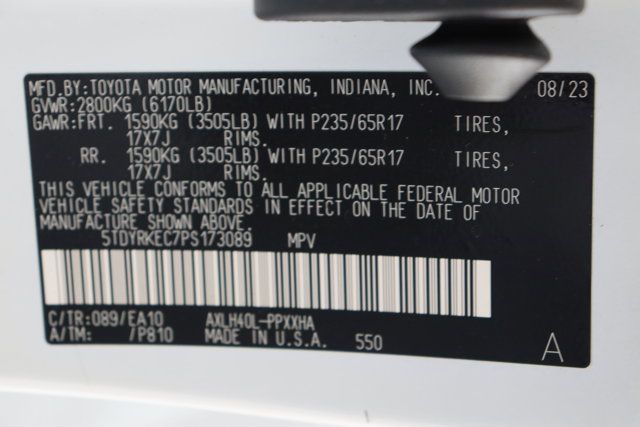 MFD.BY:TOYOTA MOTOR MANUFACTURING, INDIANA, INC. 08/23
GVWR:2800KG (6170LB)
GAWR:FRT. 1590KG (3505LB) WITH P235/65R17 TIRES,
17X7J RIMS.
RR. 1590KG (3505LB) WITH P235/65R17 TIRES,
17X7J RIMS.
THIS VEHICLE CONFORMS TO ALL APPLICABLE FEDERAL MOTOR
VEHICLE SAFETY STANDARDS IN EFFECT ON THE DATE OF
MANUFACTURE SHOWN ABOVE.
5TDYRKEC7PS173089 MPV
C/TR:089/EA10 AXLH40L-PPXXHA
A/TM: /P810 MADE IN U.S.A. 550 A